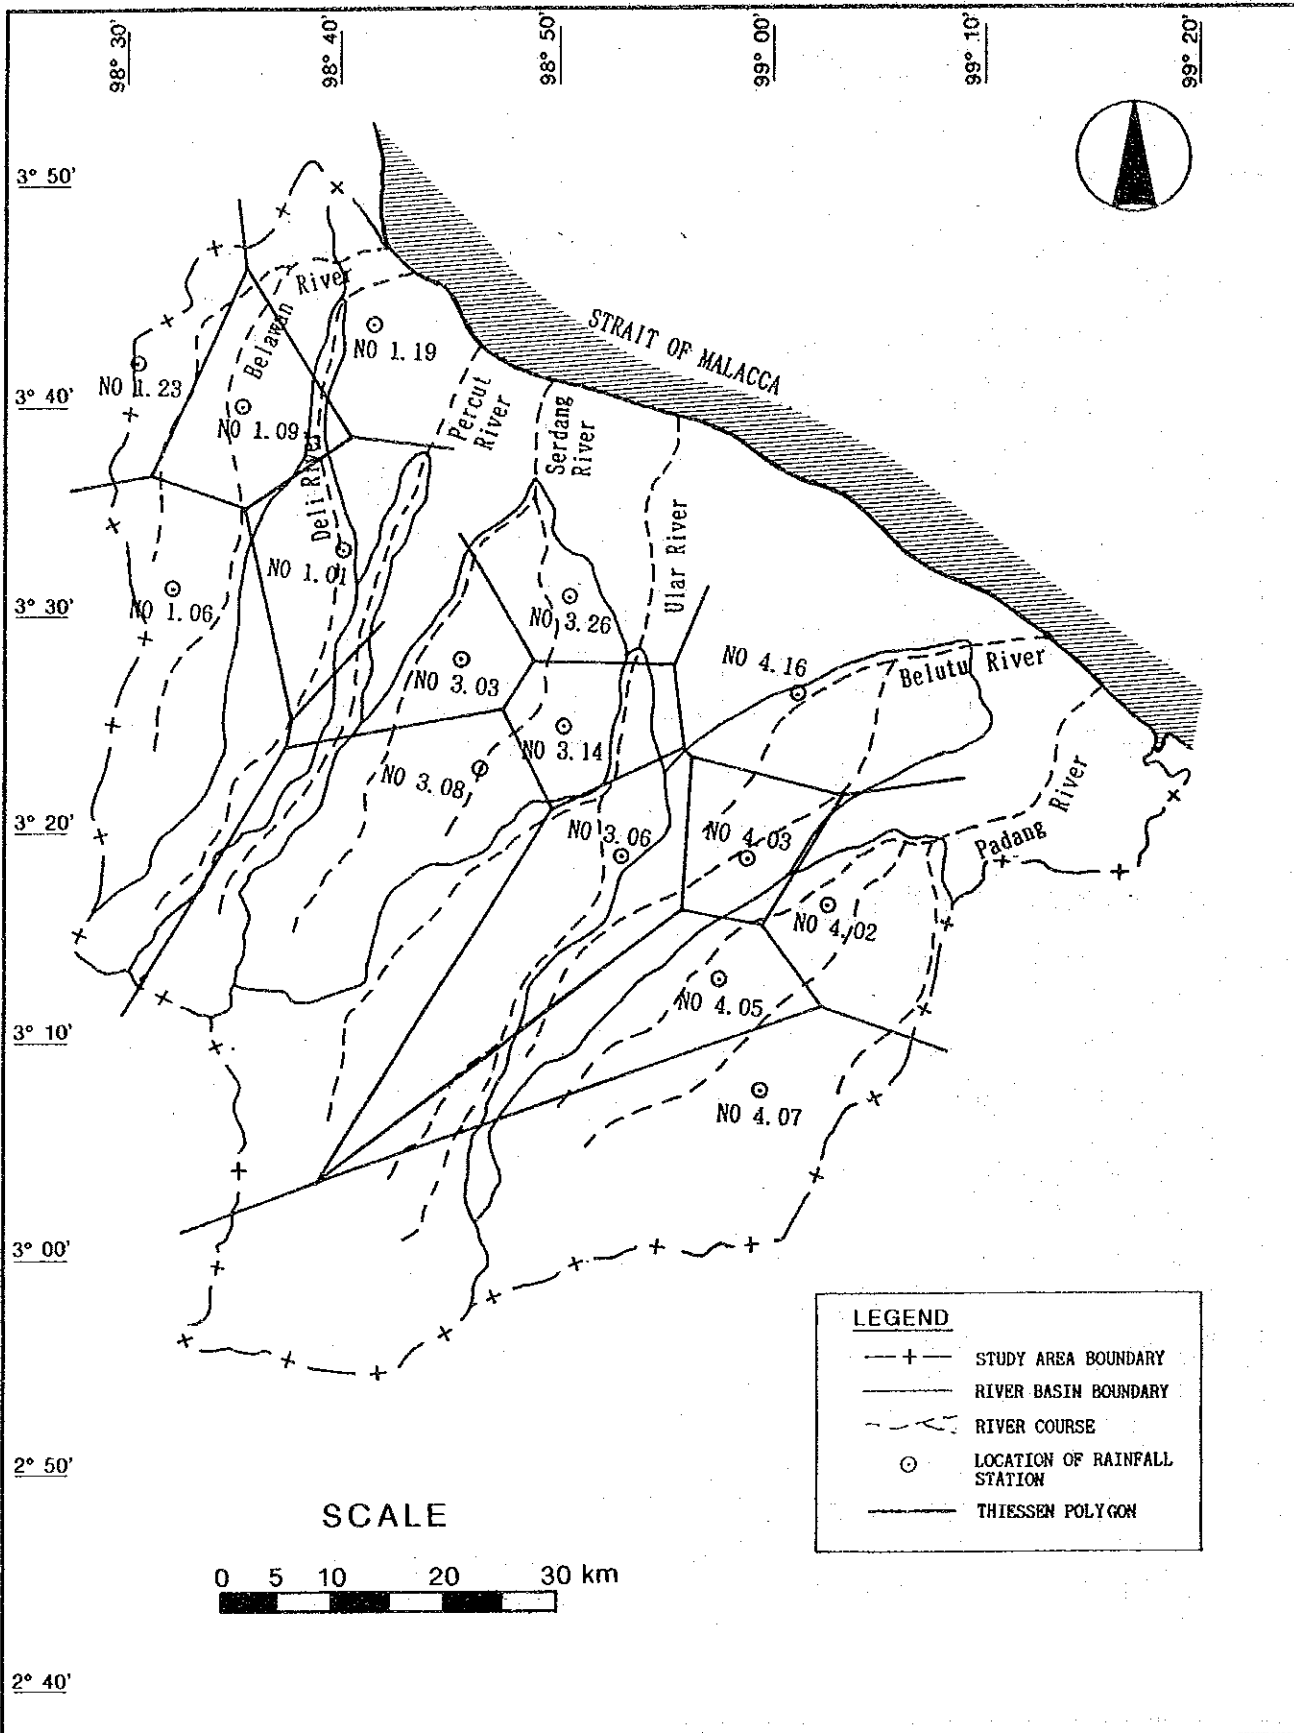 98° 30'
98° 40'
98° 50'
99° 00'
99° 10'
99° 20'
3° 50'
3° 40'
3° 30'
3° 20'
3° 10'
3° 00'
2° 50'
2° 40'
STRAIT OF MALACCA
Belawan River
Deli River
Percut
River
Serdang
River
Ular River
Belutu River
Padang River
NO 1.19
NO 1.23
NO 1.09
NO 1.01
NO 1.06
NO 3.26
NO 3.03
NO 4.16
NO 3.14
NO 3.08
NO 3.06
NO 4.03
NO 4.02
NO 4.05
NO 4.07
LEGEND
STUDY AREA BOUNDARY
RIVER BASIN BOUNDARY
RIVER COURSE
LOCATION OF RAINFALL
STATION
THIESSEN POLYGON
SCALE
0 5 10 20 30 km